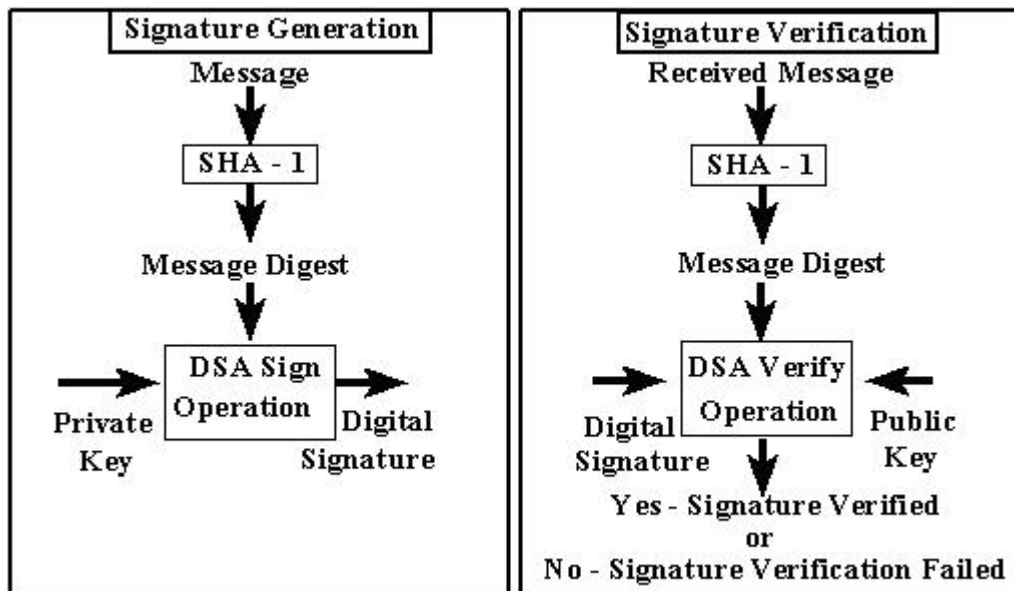 Signature Generation
Message
SHA - 1
Message Digest
DSA Sign
Operation
Private
Key
Digital
Signature
Signature Verification
Received Message
SHA - 1
Message Digest
DSA Verify
Operation
Digital
Signature
Public
Key
Yes - Signature Verified
or
No - Signature Verification Failed